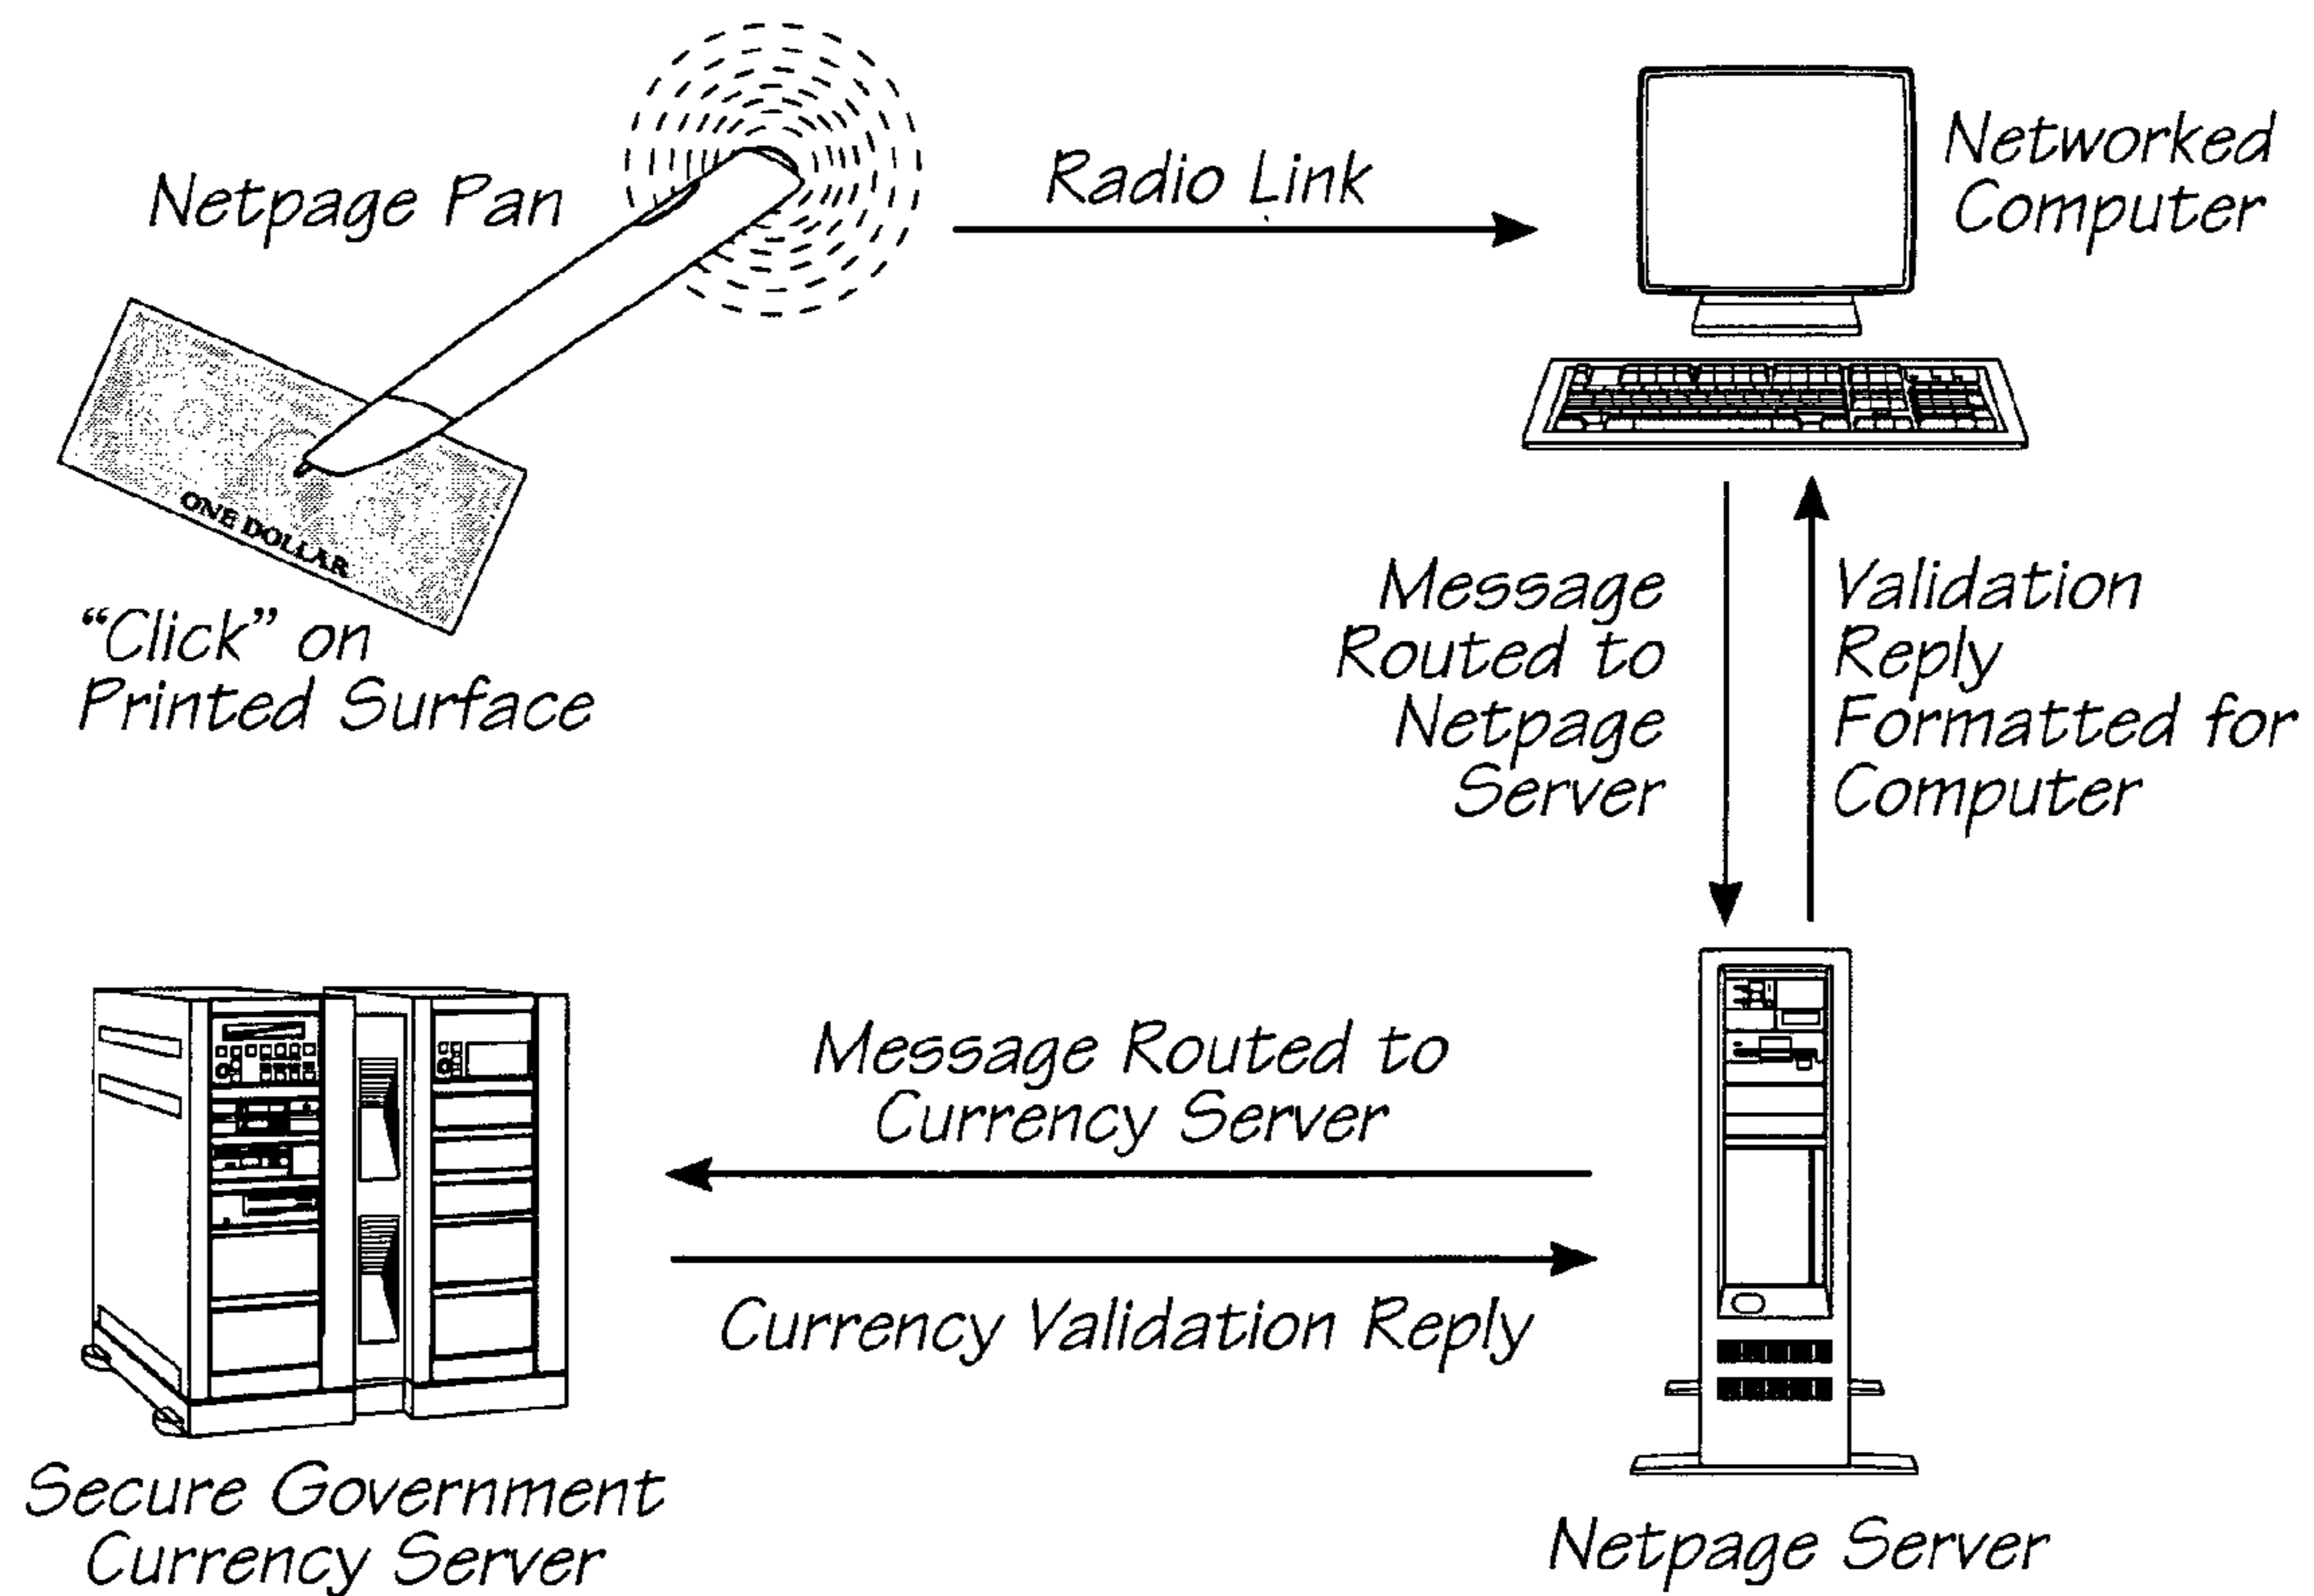 Netpage Pan
Radio Link
Networked
Computer
ONE DOLLAR
“Click” on
Printed Surface
Message
Routed to
Netpage
Server
Validation
Reply
Formatted for
Computer
Message Routed to
Currency Server
Currency Validation Reply
Secure Government
Currency Server
Netpage Server